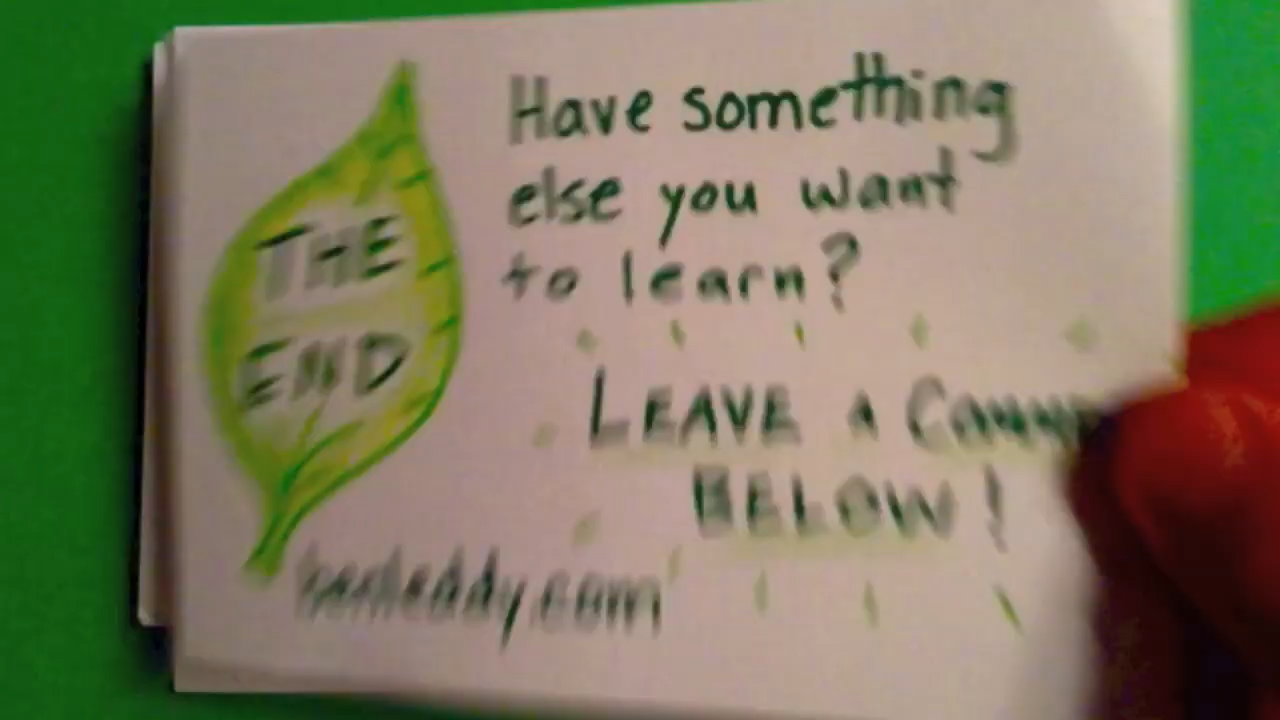 THE
END
Have something
else you want
to learn?
LEAVE A
BELOW!